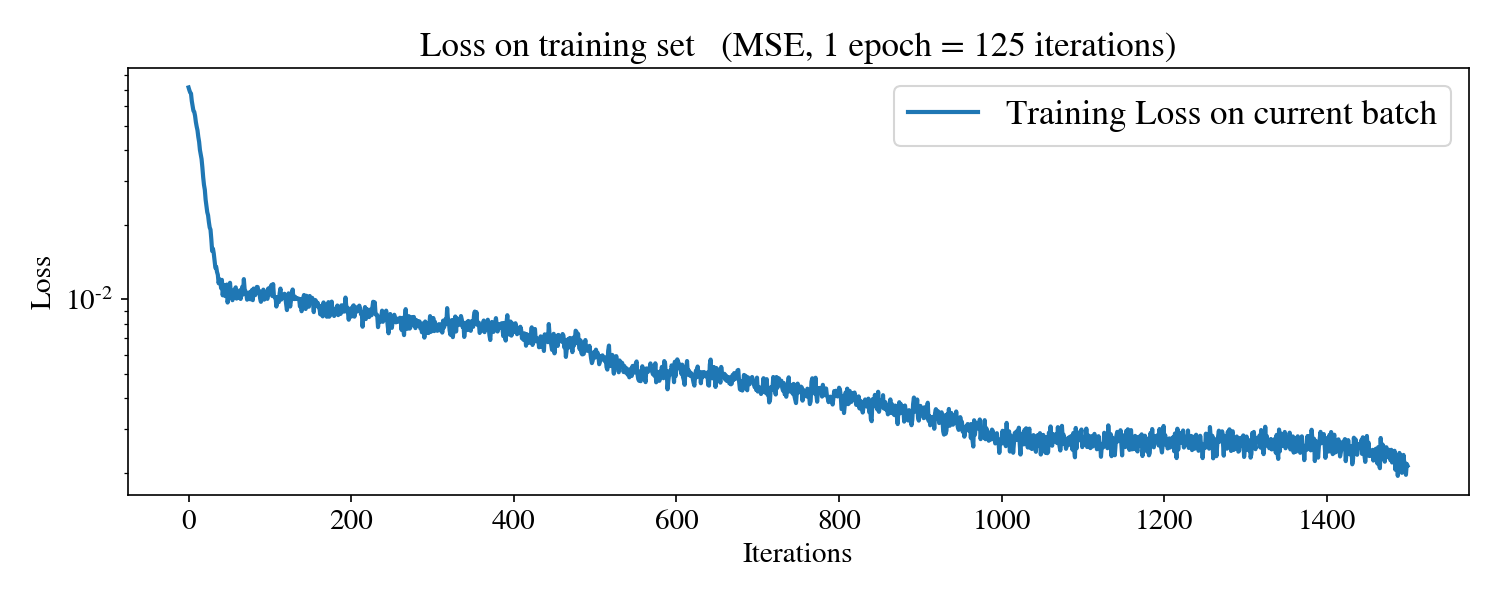 Loss on training set (MSE, 1 epoch = 125 iterations)
Training Loss on current batch
Loss
10⁻²
0 200 400 600 800 1000 1200 1400
Iterations